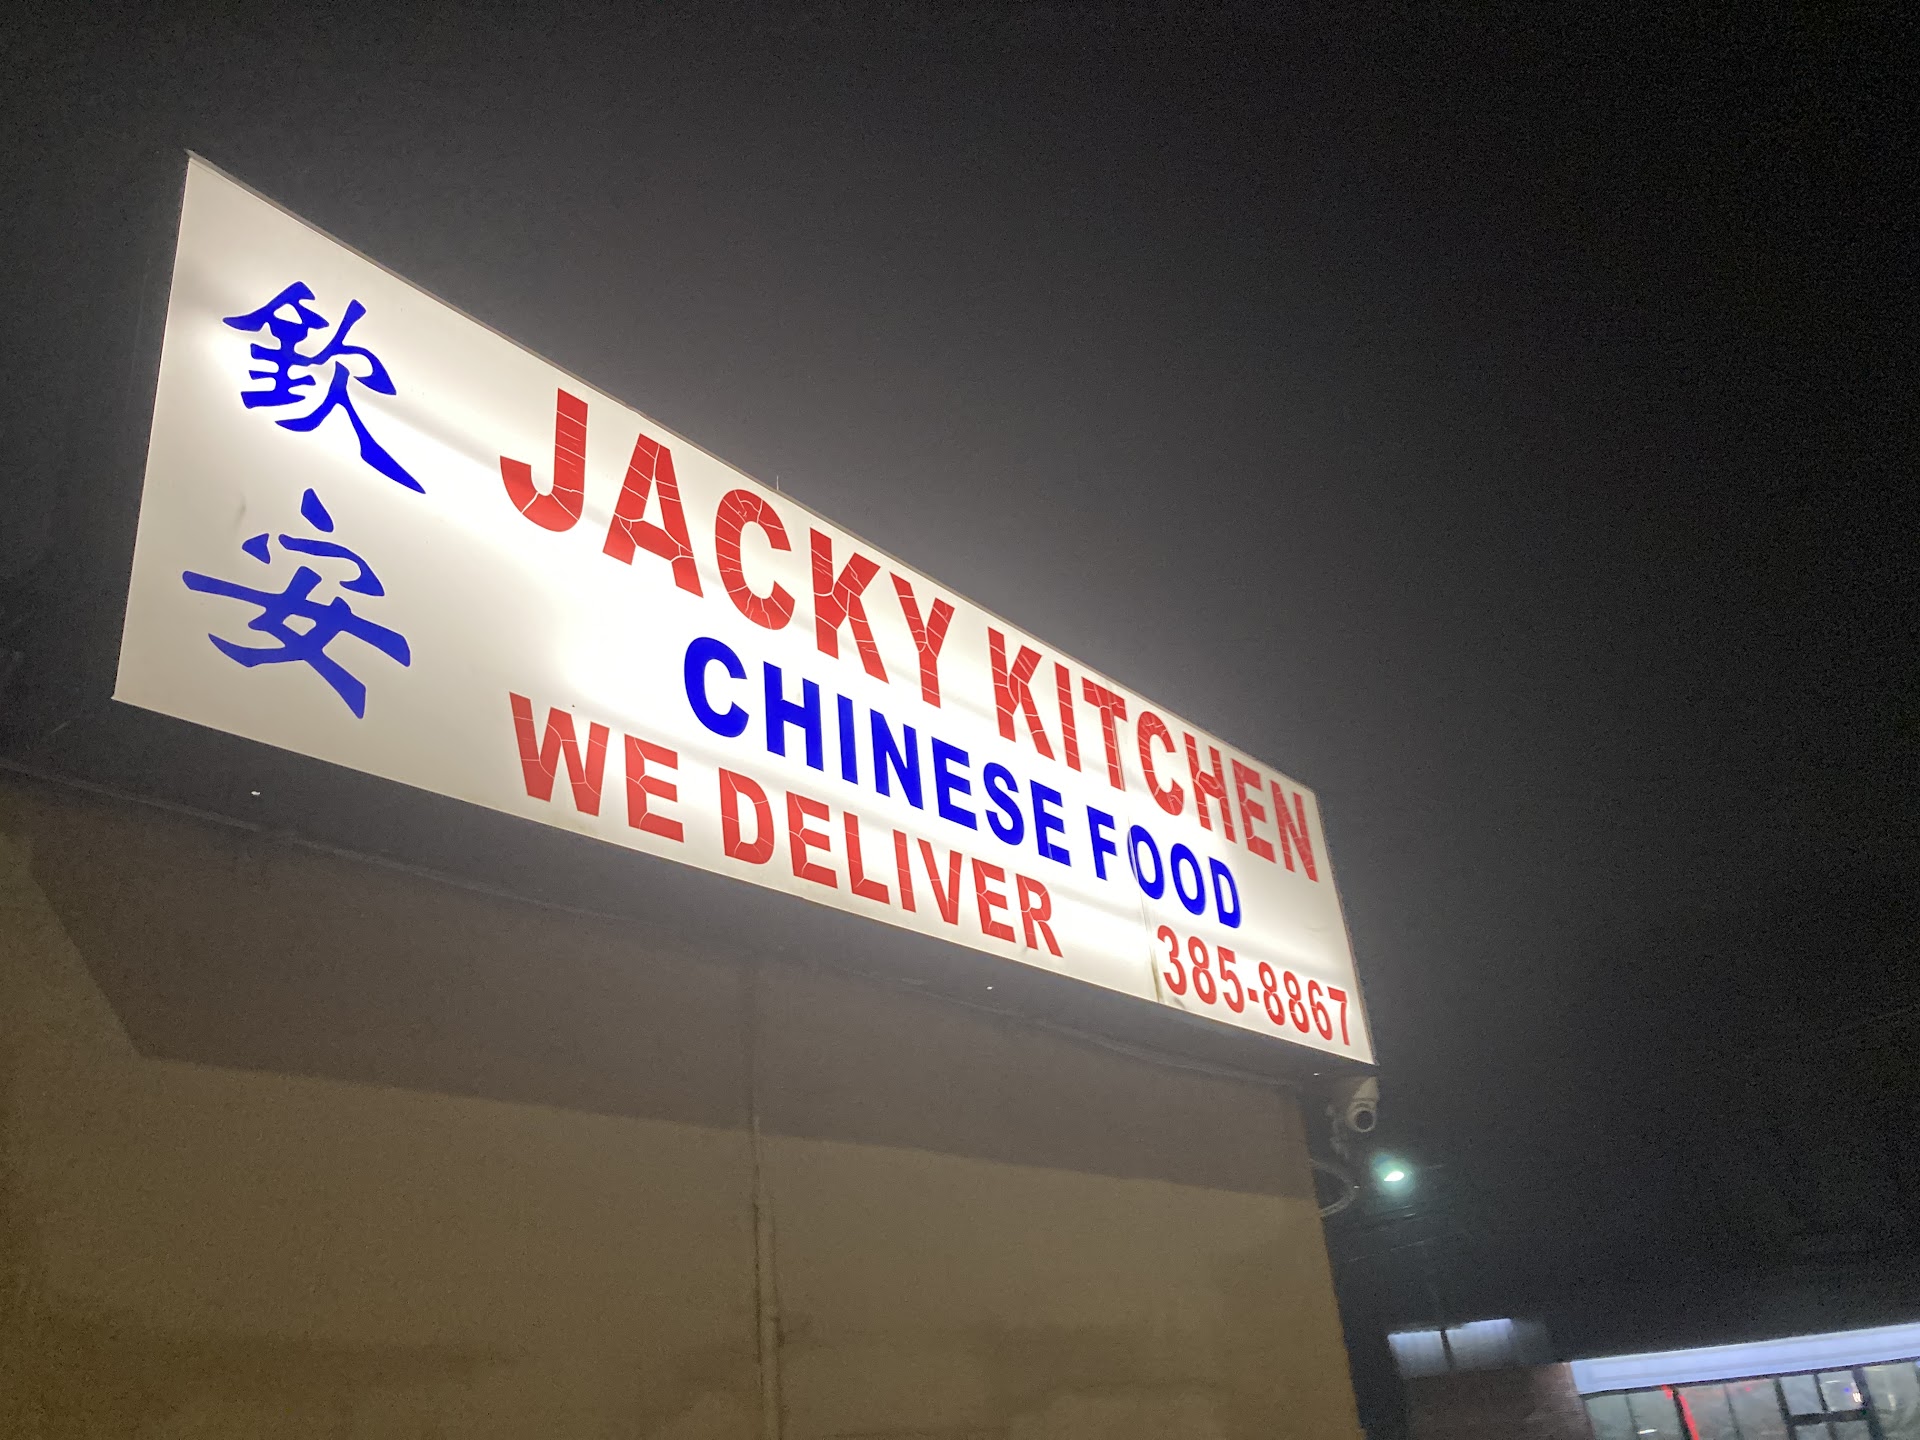 欽安
JACKY KITCHEN
CHINESE FOOD
WE DELIVER 385-8867